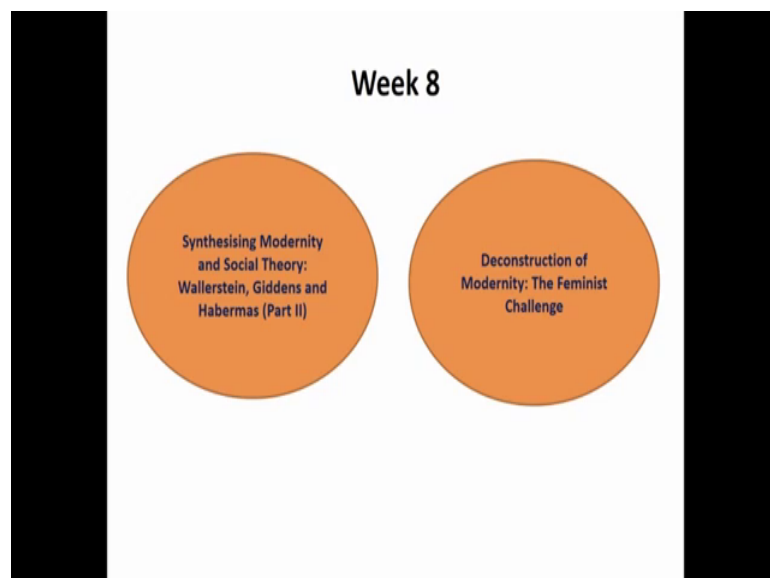 Week 8
Synthesising Modernity
and Social Theory:
Wallerstein, Giddens and
Habermas (Part II)
Deconstruction of
Modernity: The Feminist
Challenge